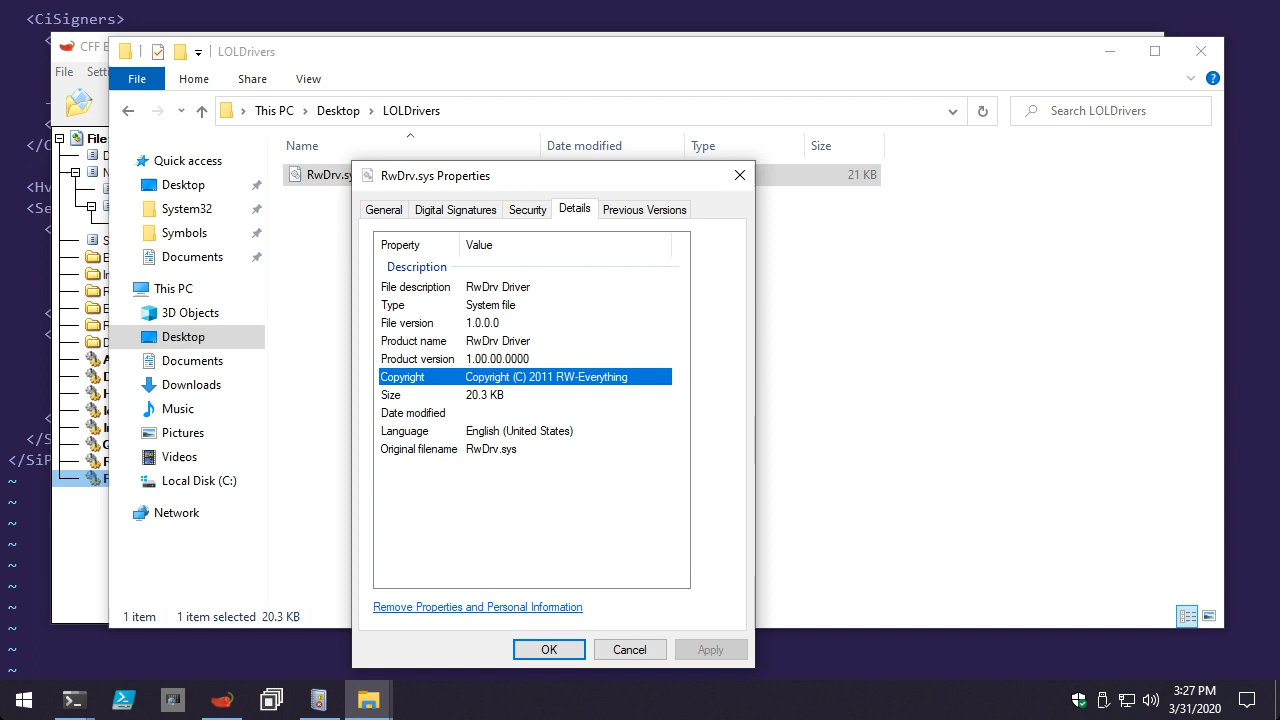 <CiSigners>
CFF E
LOLDrivers
File Sett
File Home Share View
This PC Desktop LOLDrivers
Search LOLDrivers
File
Name Date modified Type Size
Quick access
RwDrv.sy 21 KB
RwDrv.sys Properties
General Digital Signatures Security Details Previous Versions
Desktop
System32
Symbols
Documents
This PC
3D Objects
Desktop
Documents
Downloads
Music
Pictures
Videos
Local Disk (C:)
Network
Property Value
Description
File description RwDrv Driver
Type System file
File version 1.0.0.0
Product name RwDrv Driver
Product version 1.00.00.0000
Copyright Copyright (C) 2011 RW-Everything
Size 20.3 KB
Date modified
Language English (United States)
Original filename RwDrv.sys
Remove Properties and Personal Information
OK Cancel Apply
1 item 1 item selected 20.3 KB
</C
<Hv
<Se
</S
</SiP
~
~
~
~
~
~
~
~
~
~
3:27 PM
3/31/2020